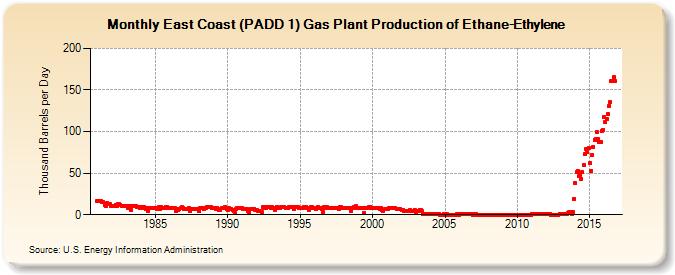 Monthly East Coast (PADD 1) Gas Plant Production of Ethane-Ethylene
Thousand Barrels per Day
200
150
100
50
0
1985 1990 1995 2000 2005 2010 2015
Source: U.S. Energy Information Administration